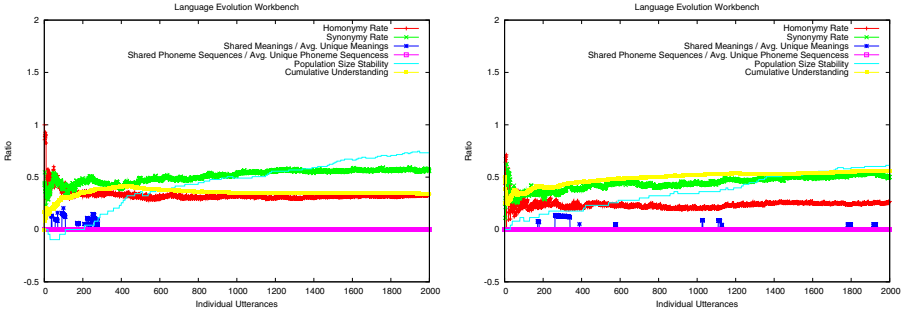 Language Evolution Workbench
2
1.5
1
0.5
0
-0.5
0 200 400 600 800 1000 1200 1400 1600 1800 2000
Ratio
Individual Utterances
Homonymy Rate
Synonymy Rate
Shared Meanings / Avg. Unique Meanings
Shared Phoneme Sequences / Avg. Unique Phoneme Sequencess
Population Size Stability
Cumulative Understanding
Language Evolution Workbench
2
1.5
1
0.5
0
-0.5
0 200 400 600 800 1000 1200 1400 1600 1800 2000
Ratio
Individual Utterances
Homonymy Rate
Synonymy Rate
Shared Meanings / Avg. Unique Meanings
Shared Phoneme Sequences / Avg. Unique Phoneme Sequencess
Population Size Stability
Cumulative Understanding